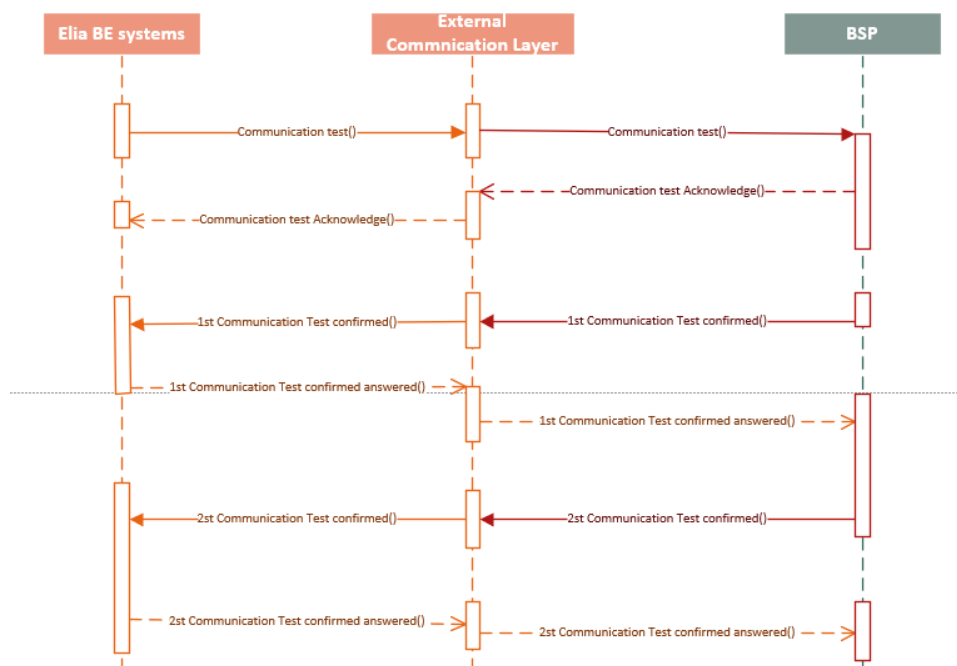 Elia BE systems
External
Commnication Layer
BSP
Communication test()
Communication test()
Communication test Acknowledge()
Communication test Acknowledge()
1st Communication Test confirmed()
1st Communication Test confirmed()
1st Communication Test confirmed answered()
1st Communication Test confirmed answered()
2st Communication Test confirmed()
2st Communication Test confirmed()
2st Communication Test confirmed answered()
2st Communication Test confirmed answered()